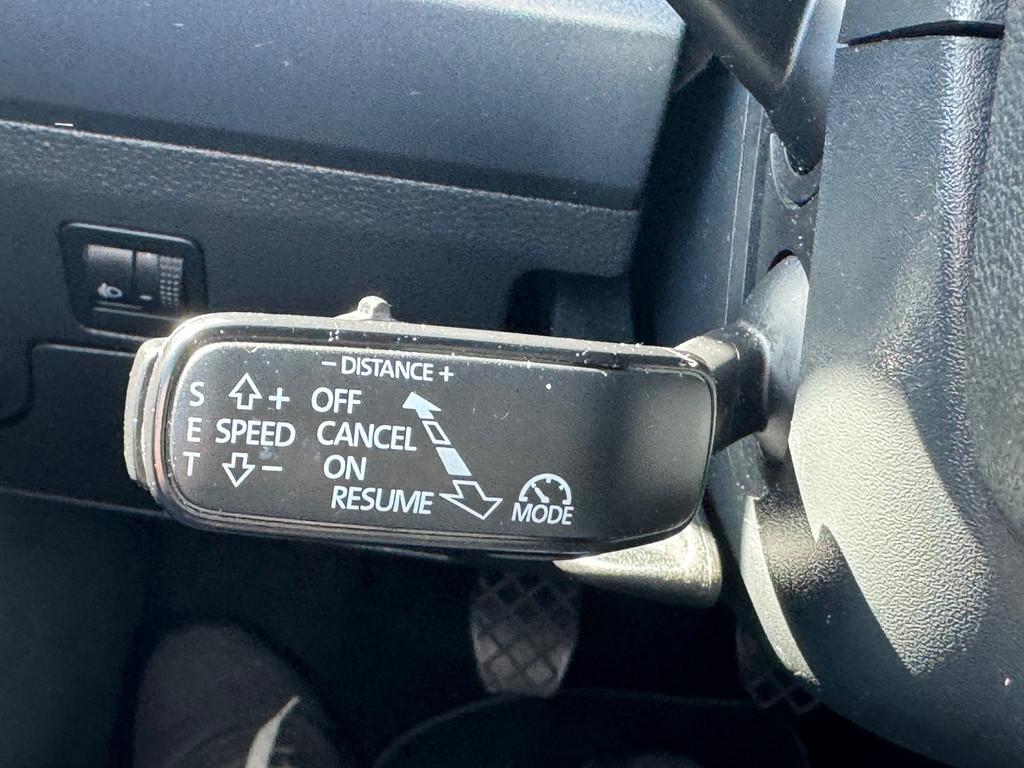 - DISTANCE +
S + OFF
E SPEED CANCEL
T - ON
RESUME MODE